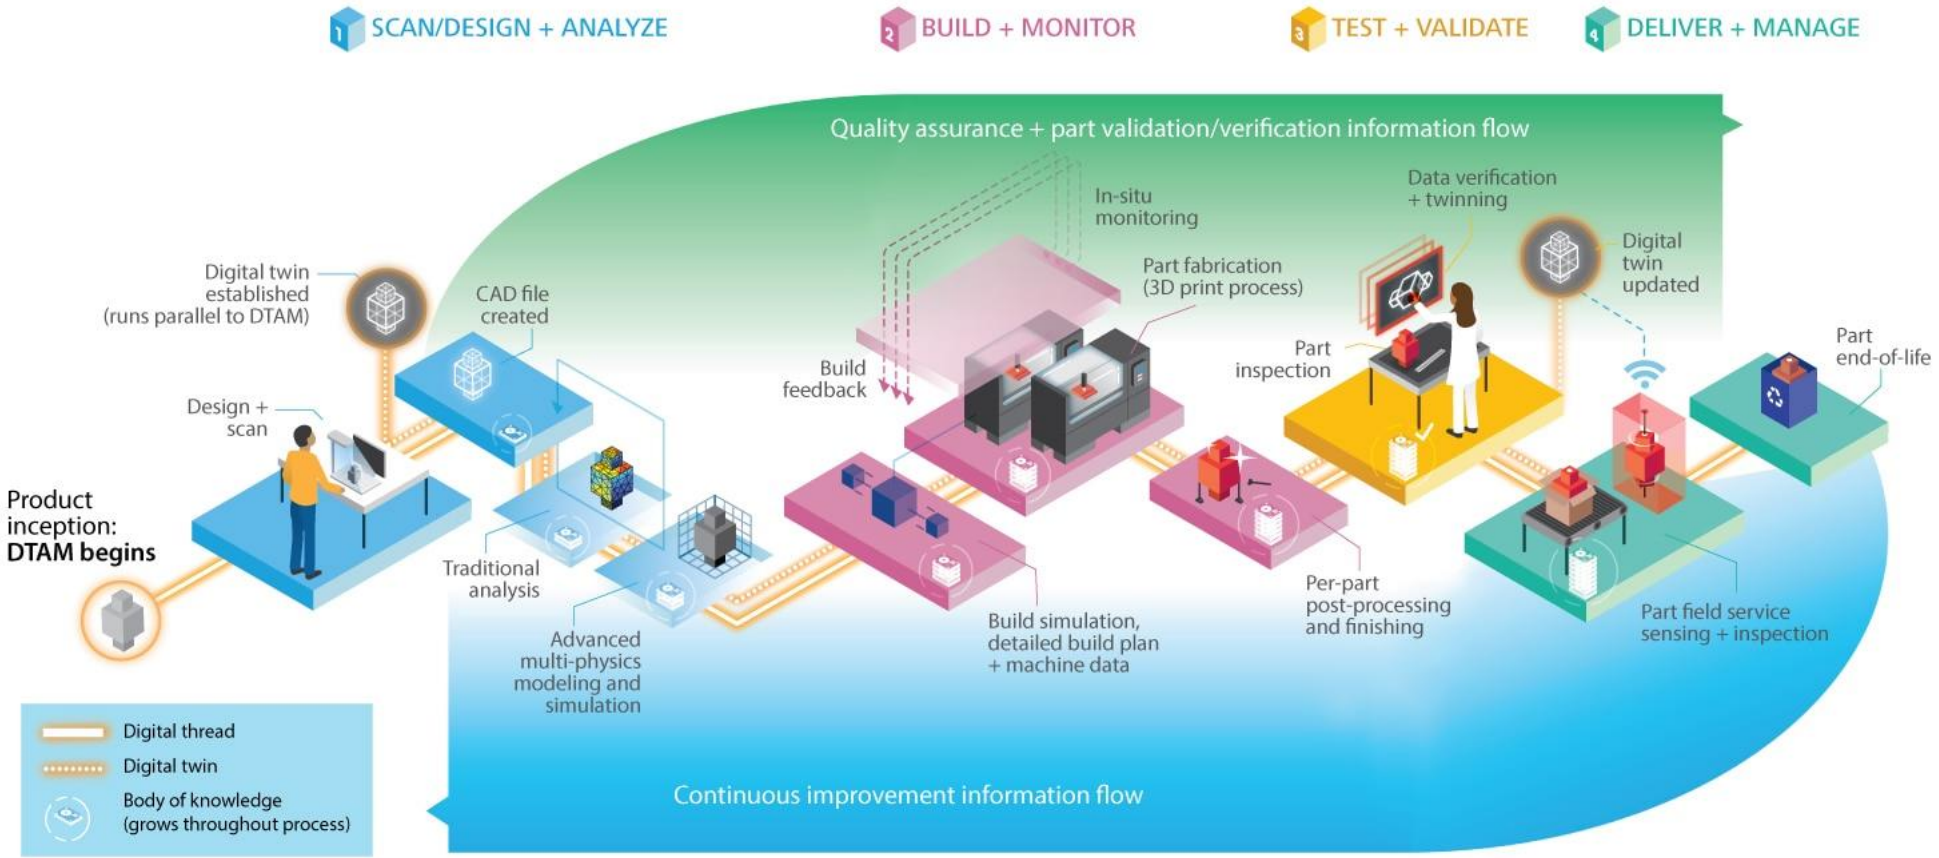 1 SCAN/DESIGN + ANALYZE
2 BUILD + MONITOR
3 TEST + VALIDATE
4 DELIVER + MANAGE
Quality assurance + part validation/verification information flow
In-situ
monitoring
Data verification
+ twinning
Digital twin
established
(runs parallel to DTAM)
CAD file
created
Part fabrication
(3D print process)
Digital
twin
updated
Build
feedback
Part
inspection
Part
end-of-life
Design +
scan
Product
inception:
DTAM begins
Traditional
analysis
Advanced
multi-physics
modeling and
simulation
Build simulation,
detailed build plan
+ machine data
Per-part
post-processing
and finishing
Part field service
sensing + inspection
Digital thread
Digital twin
Body of knowledge
(grows throughout process)
Continuous improvement information flow